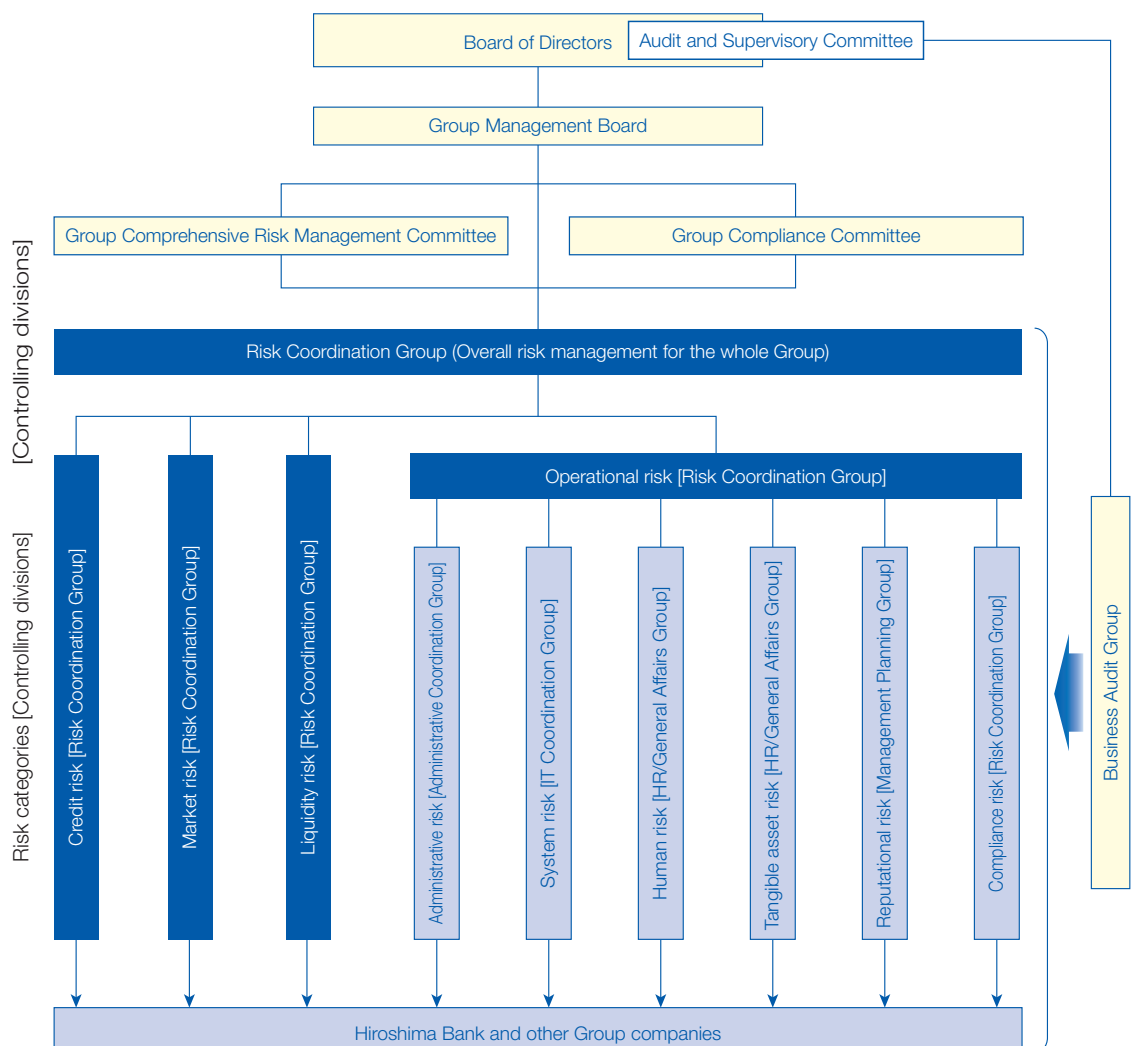 Board of Directors
Audit and Supervisory Committee
Group Management Board
Group Comprehensive Risk Management Committee
Group Compliance Committee
[Controlling divisions]
Risk Coordination Group (Overall risk management for the whole Group)
Operational risk [Risk Coordination Group]
Risk categories [Controlling divisions]
Credit risk [Risk Coordination Group]
Market risk [Risk Coordination Group]
Liquidity risk [Risk Coordination Group]
Administrative risk [Administrative Coordination Group]
System risk [IT Coordination Group]
Human risk [HR/General Affairs Group]
Tangible asset risk [HR/General Affairs Group]
Reputational risk [Management Planning Group]
Compliance risk [Risk Coordination Group]
Business Audit Group
Hiroshima Bank and other Group companies